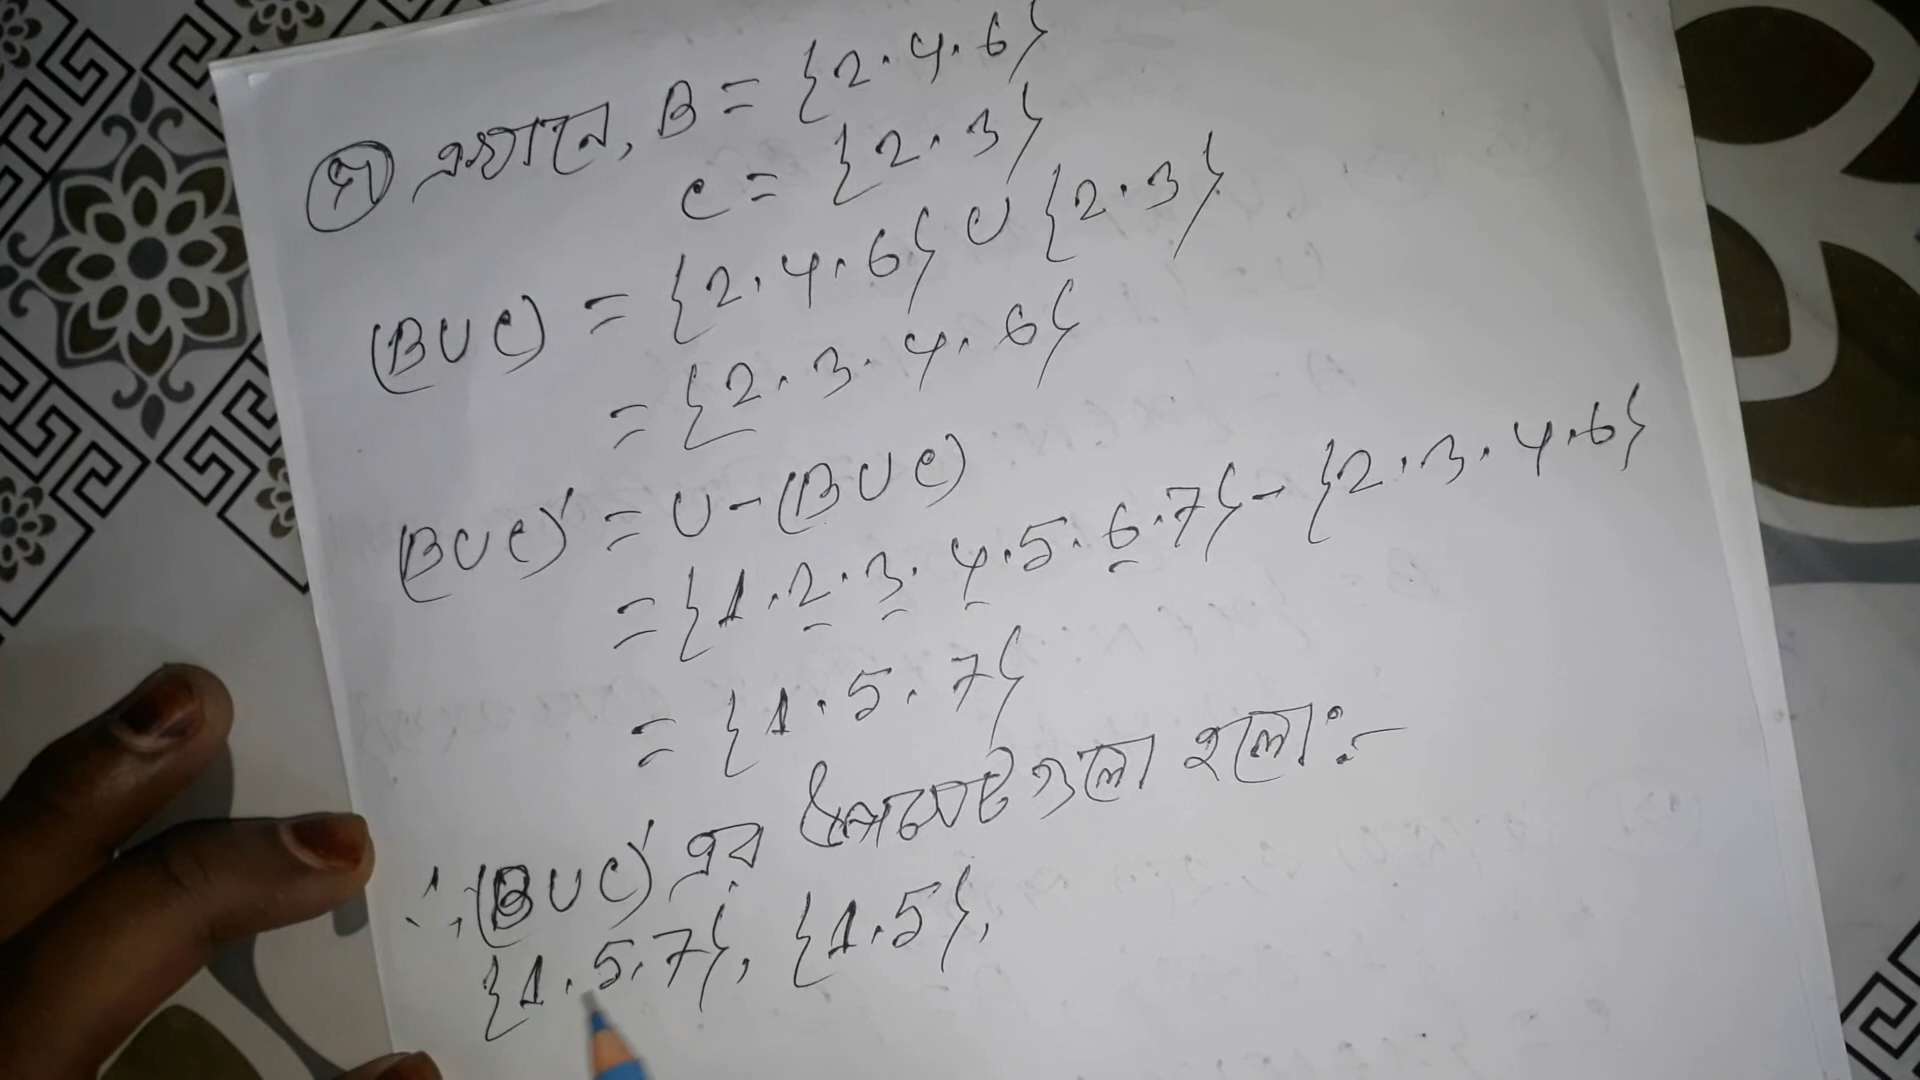 গ এখানে, B = {2.4.6}
C = {2.3}
(B∪C) = {2.4.6} ∪ {2.3}
= {2.3.4.6}
(B∪C)' = U-(B∪C)
= {1.2.3.4.5.6.7} - {2.3.4.6}
= {1.5.7}
∴ (B∪C)' এর উপসেটগুলো হলো:-
{1.5.7}, {1.5},